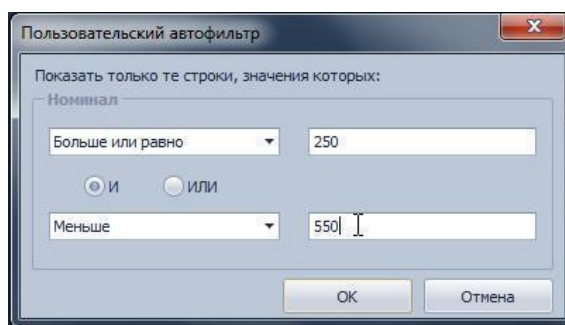 Пользовательский автофильтр
Показать только те строки, значения которых:
Номинал
Больше или равно 250
И ИЛИ
Меньше 550
ОК Отмена